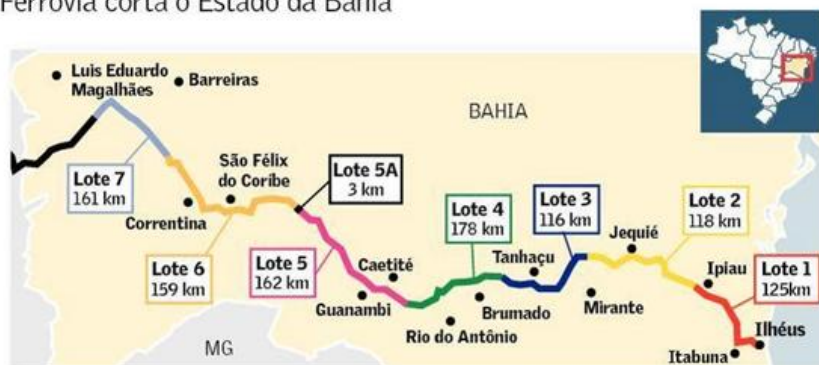 Ferrovia corta o Estado da Bahia
Luis Eduardo
Magalhães
Barreiras
BAHIA
Lote 7
161 km
São Félix
do Coribe
Lote 5A
3 km
Correntina
Lote 4
178 km
Lote 3
116 km
Lote 2
118 km
Jequié
Tanhaçu
Lote 6
159 km
Lote 5
162 km
Caetité
Guanambi
Ipiau
Lote 1
125km
Brumado
Mirante
Rio do Antônio
Ilhéus
Itabuna
MG